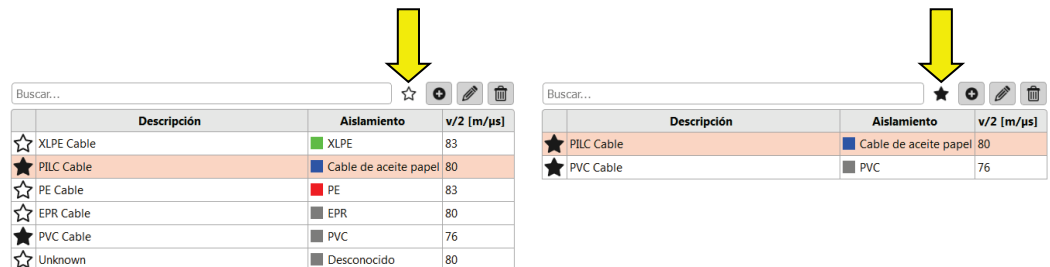 Buscar...
Descripción Aislamiento v/2 [m/µs]
XLPE Cable XLPE 83
PILC Cable Cable de aceite papel 80
PE Cable PE 83
EPR Cable EPR 80
PVC Cable PVC 76
Unknown Desconocido 80
Buscar...
Descripción Aislamiento v/2 [m/µs]
PILC Cable Cable de aceite papel 80
PVC Cable PVC 76